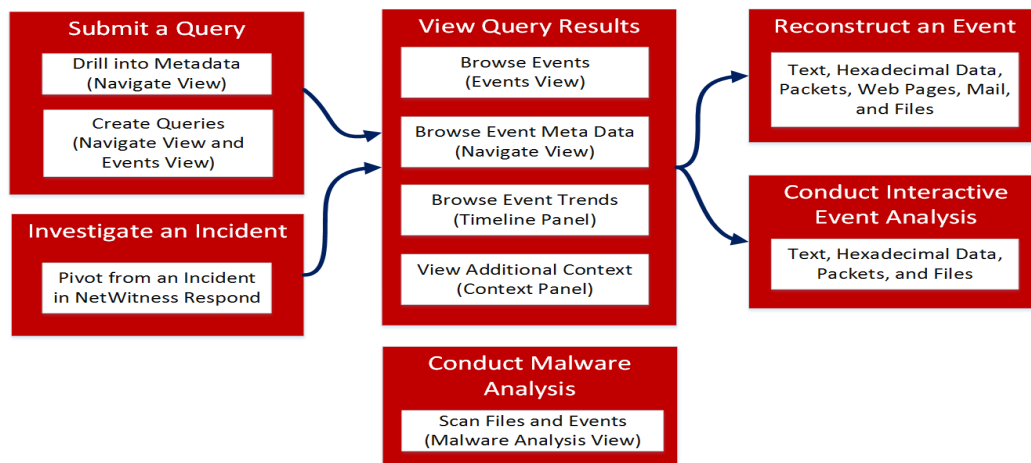 Submit a Query
Drill into Metadata
(Navigate View)
Create Queries
(Navigate View and
Events View)
Investigate an Incident
Pivot from an Incident
in NetWitness Respond
View Query Results
Browse Events
(Events View)
Browse Event Meta Data
(Navigate View)
Browse Event Trends
(Timeline Panel)
View Additional Context
(Context Panel)
Conduct Malware
Analysis
Scan Files and Events
(Malware Analysis View)
Reconstruct an Event
Text, Hexadecimal Data,
Packets, Web Pages, Mail,
and Files
Conduct Interactive
Event Analysis
Text, Hexadecimal Data,
Packets, and Files